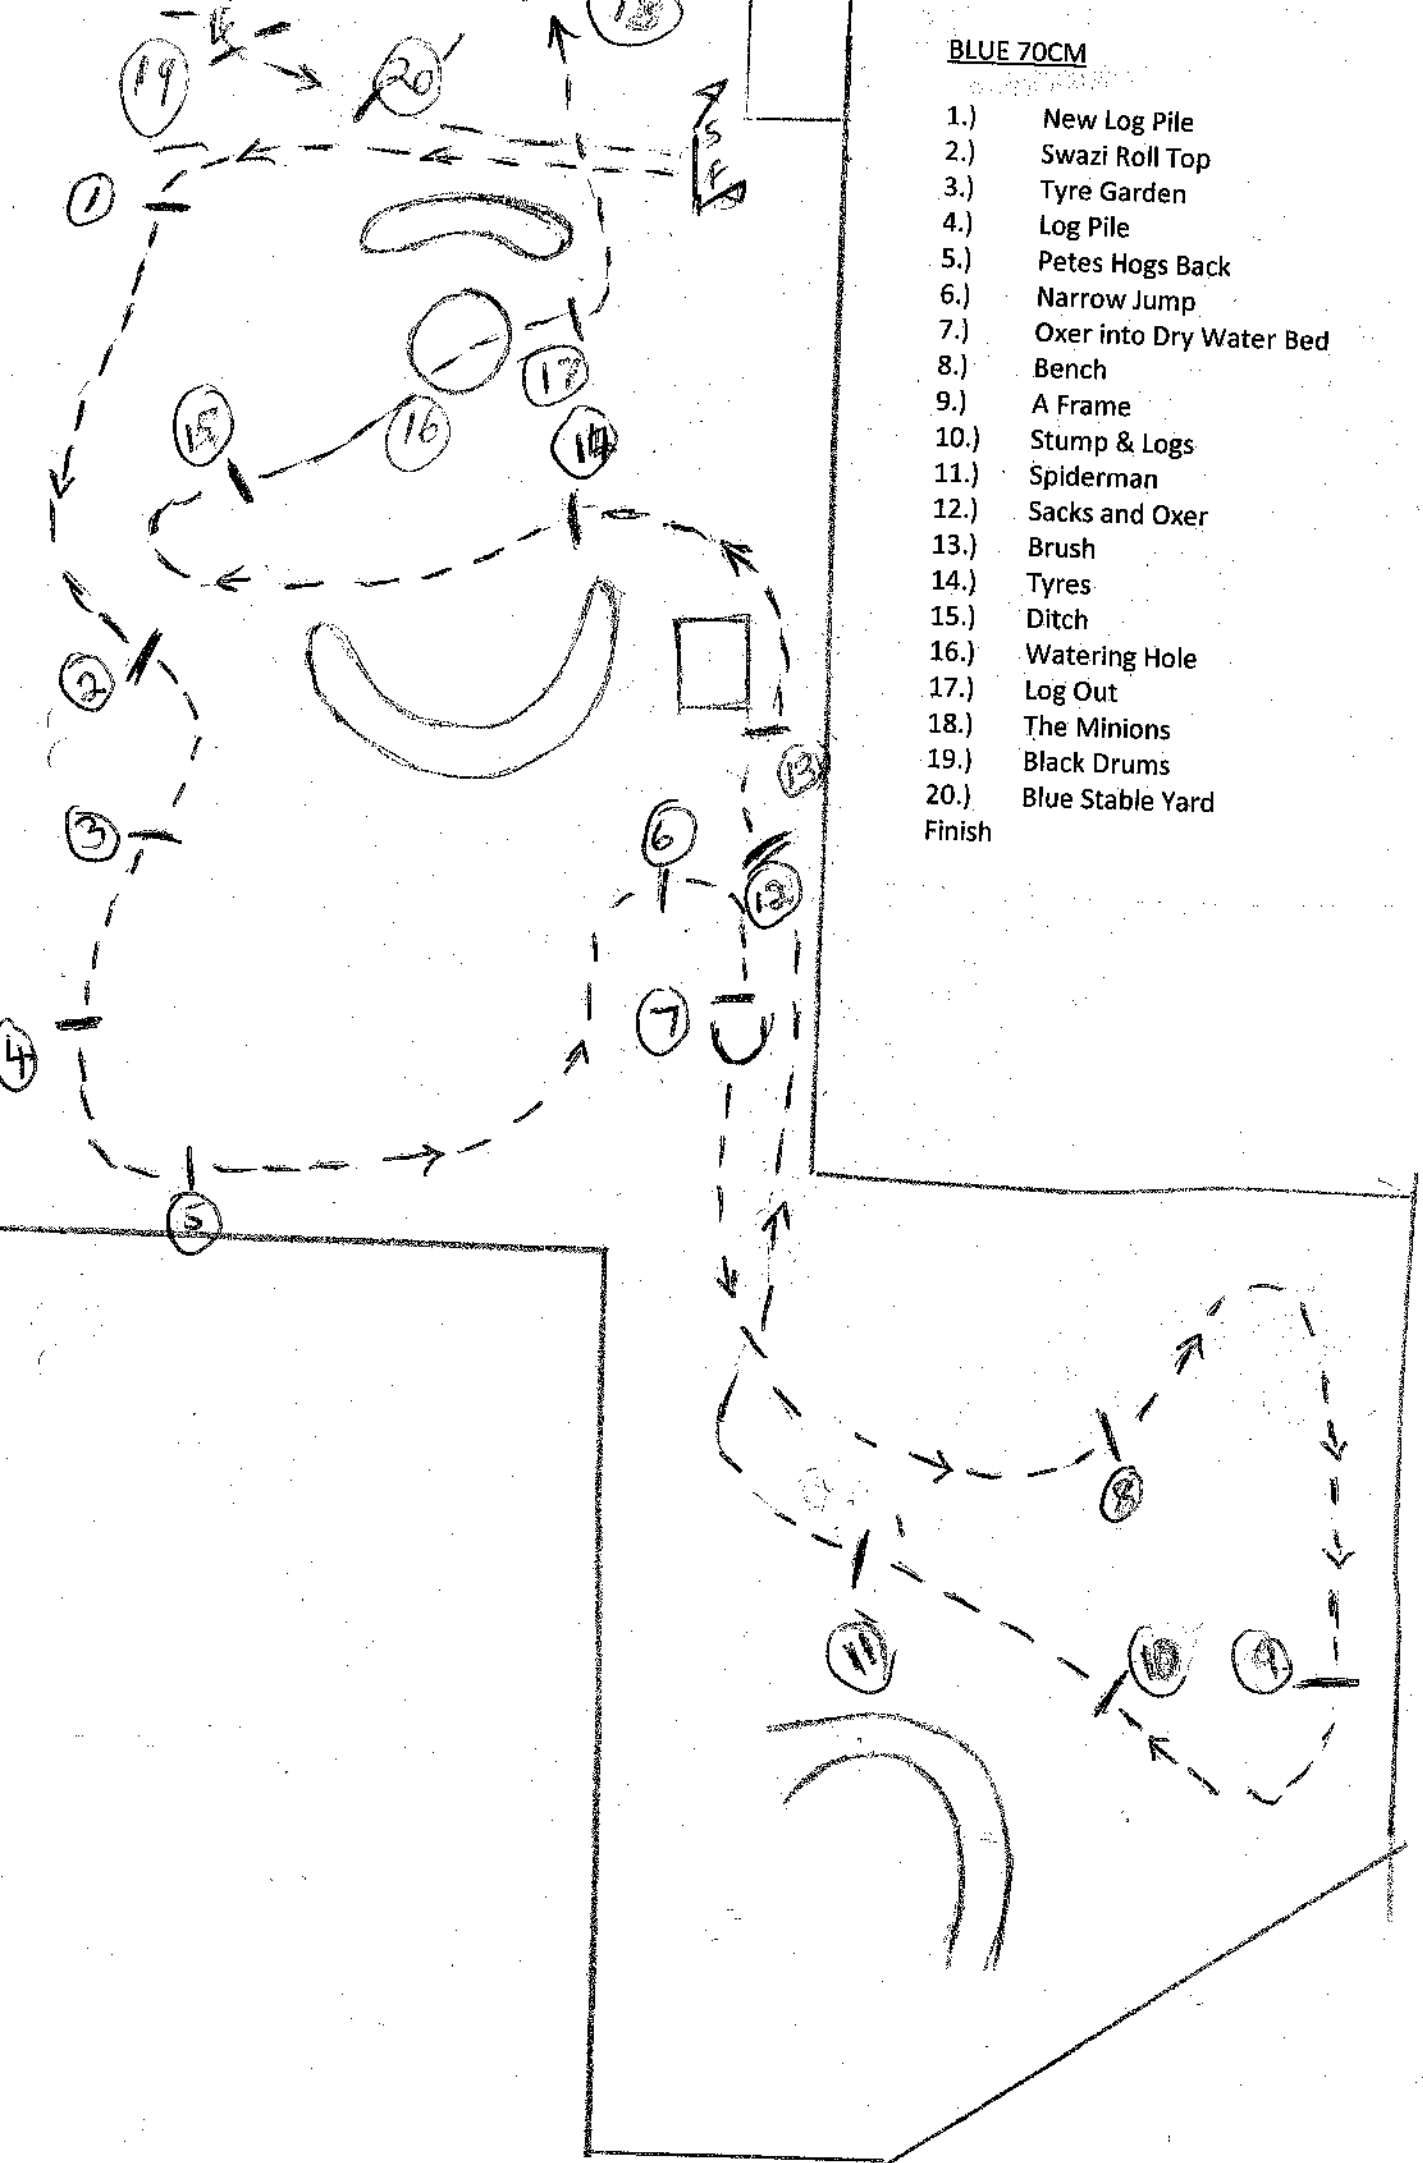 BLUE 70CM
1.) New Log Pile
2.) Swazi Roll Top
3.) Tyre Garden
4.) Log Pile
5.) Petes Hogs Back
6.) Narrow Jump
7.) Oxer into Dry Water Bed
8.) Bench
9.) A Frame
10.) Stump & Logs
11.) Spiderman
12.) Sacks and Oxer
13.) Brush
14.) Tyres
15.) Ditch
16.) Watering Hole
17.) Log Out
18.) The Minions
19.) Black Drums
20.) Blue Stable Yard
Finish
18
19
20
S
F
1
17
15
16
14
2
13
3
6
12
7
4
5
8
11
10
9